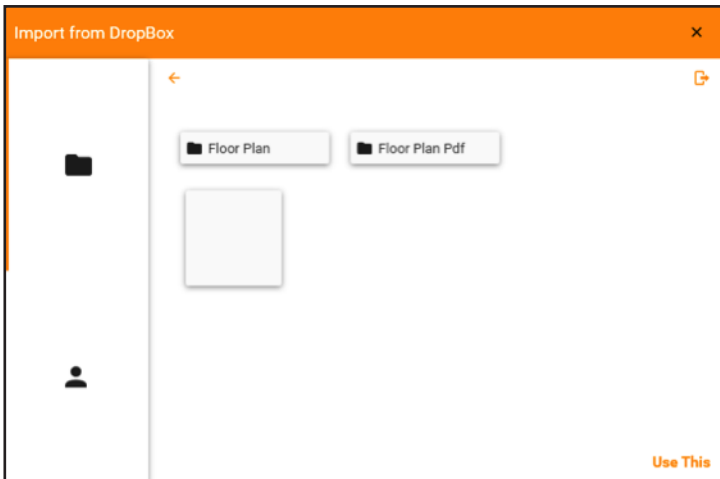 Import from DropBox
Floor Plan
Floor Plan Pdf
Use This